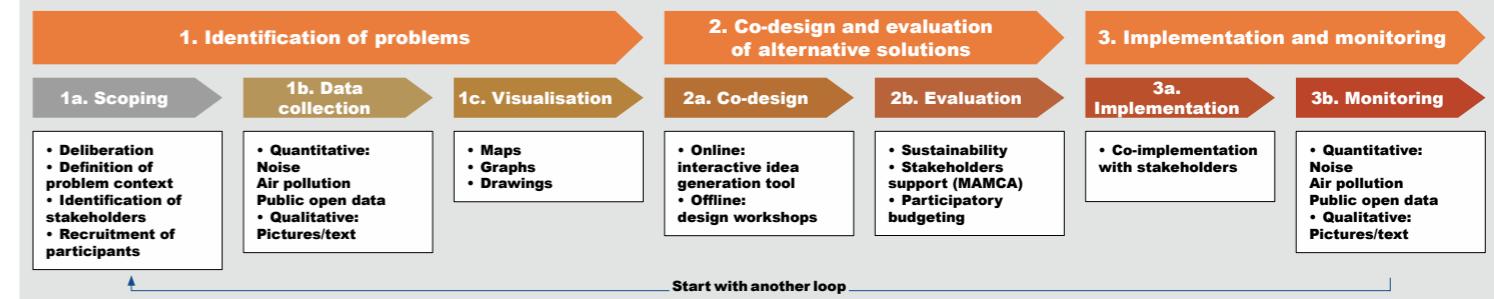 1. Identification of problems
2. Co-design and evaluation
of alternative solutions
3. Implementation and monitoring
1a. Scoping
1b. Data
collection
1c. Visualisation
2a. Co-design
2b. Evaluation
3a.
Implementation
3b. Monitoring
• Deliberation
• Definition of
problem context
• Identification of
stakeholders
• Recruitment of
participants
• Quantitative:
Noise
Air pollution
Public open data
• Qualitative:
Pictures/text
• Maps
• Graphs
• Drawings
• Online:
interactive idea
generation tool
• Offline:
design workshops
• Sustainability
• Stakeholders
support (MAMCA)
• Participatory
budgeting
• Co-implementation
with stakeholders
• Quantitative:
Noise
Air pollution
Public open data
• Qualitative:
Pictures/text
Start with another loop